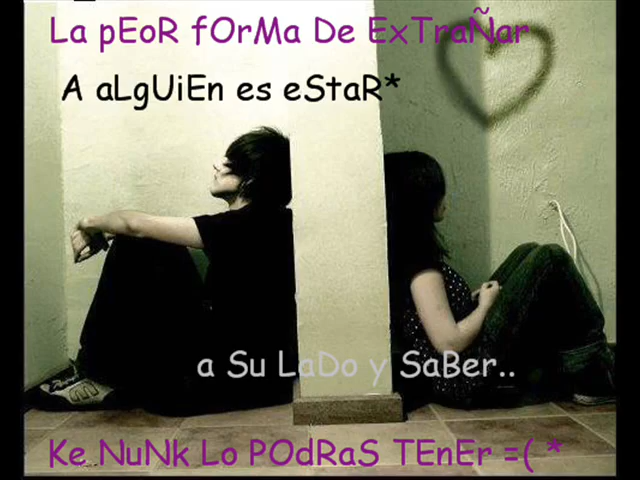 La pEoR fOrMa De ExTraÑar
A aLgUiEn es eStaR*
a Su LaDo y SaBer..
Ke NuNk Lo POdRaS TEnEr =( *